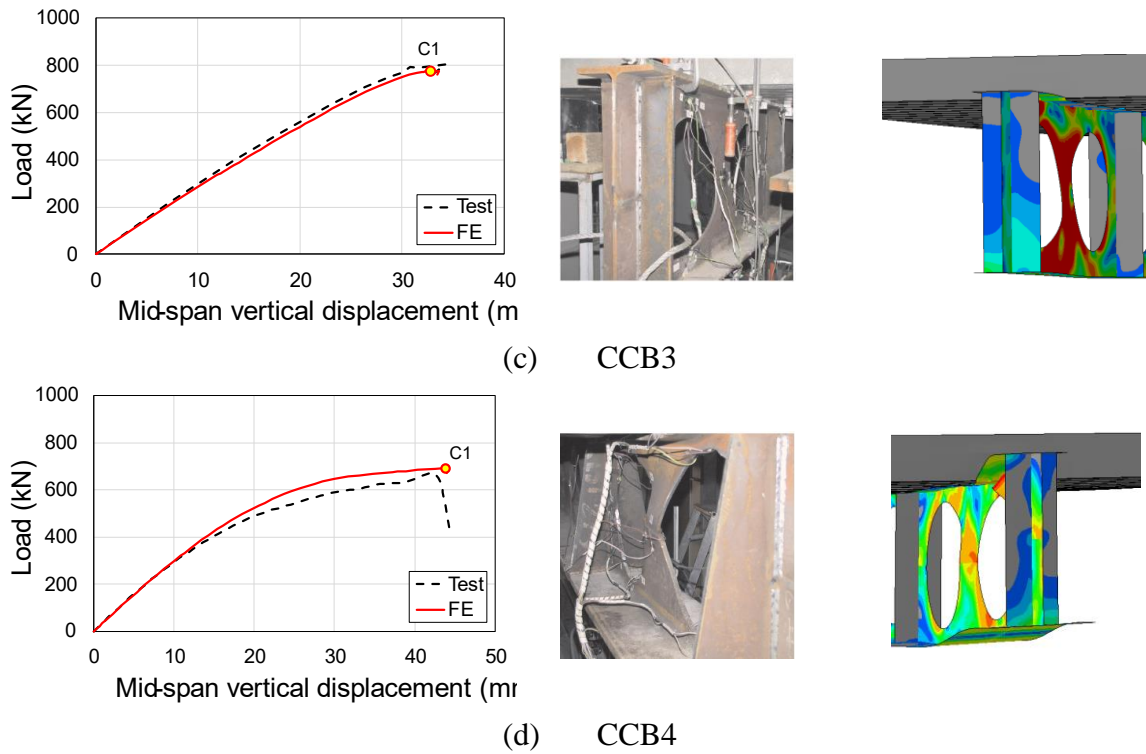 1000
C1
800
600
Load (kN)
400
Test
200
FE
0
0 10 20 30 40
Mid-span vertical displacement (m
(c) CCB3
1000
800
C1
600
Load (kN)
400
Test
200
FE
0
0 10 20 30 40 50
Mid-span vertical displacement (mr
(d) CCB4